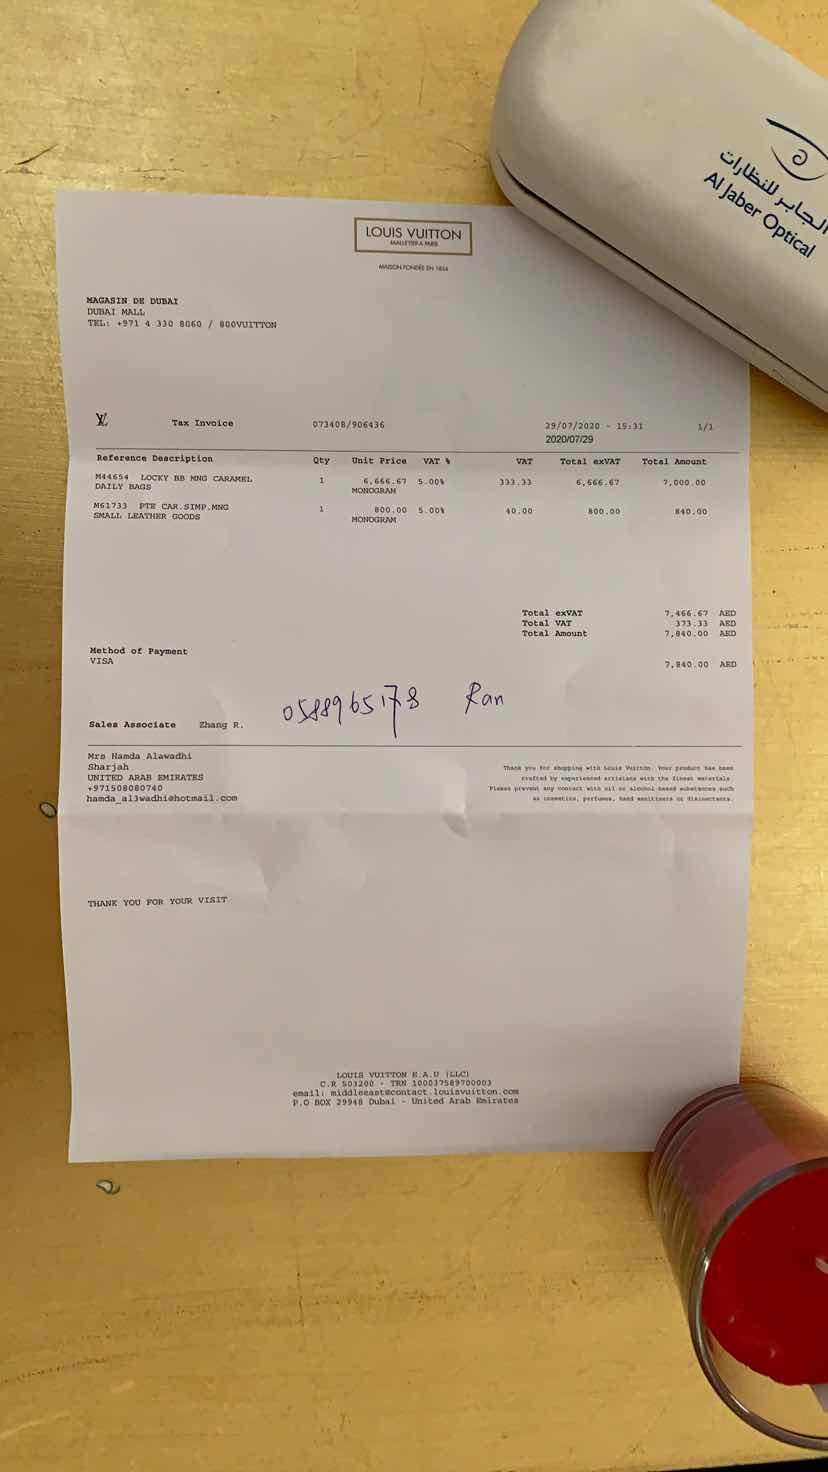 الجابر للنظارات
Al Jaber Optical
LOUIS VUITTON
MALLETIER A PARIS
MAISON FONDÉE EN 1854
MAGASIN DE DUBAI
DUBAI MALL
TEL: +971 4 330 8060 / 800VUITTON
LV Tax Invoice 073408/906436 29/07/2020 - 15:31 1/1
2020/07/29
Reference Description Qty Unit Price VAT % VAT Total exVAT Total Amount
M44654 LOCKY BB MNG CARAMEL 1 6,666.67 5.00% 333.33 6,666.67 7,000.00
DAILY BAGS MONOGRAM
M61733 PTE CAR.SIMP.MNG 1 800.00 5.00% 40.00 800.00 840.00
SMALL LEATHER GOODS MONOGRAM
Total exVAT 7,466.67 AED
Total VAT 373.33 AED
Total Amount 7,840.00 AED
Method of Payment
VISA 7,840.00 AED
0588965178 Ran
Sales Associate Zhang R.
Mrs Hamda Alawadhi
Sharjah
UNITED ARAB EMIRATES
+971508080740
hamda_al3wadhi@hotmail.com
Thank you for shopping with Louis Vuitton. Your product has been
crafted by experienced artisians with the finest materials.
Please prevent any contact with oil or alcohol-based substances such
as cosmetics, perfumes, hand sanitizers or disinectants.
THANK YOU FOR YOUR VISIT
LOUIS VUITTON E.A.U (LLC)
C.R 503200 - TRN 100037589700003
email: middleeast@contact.louisvuitton.com
P.O BOX 29948 Dubai - United Arab Emirates